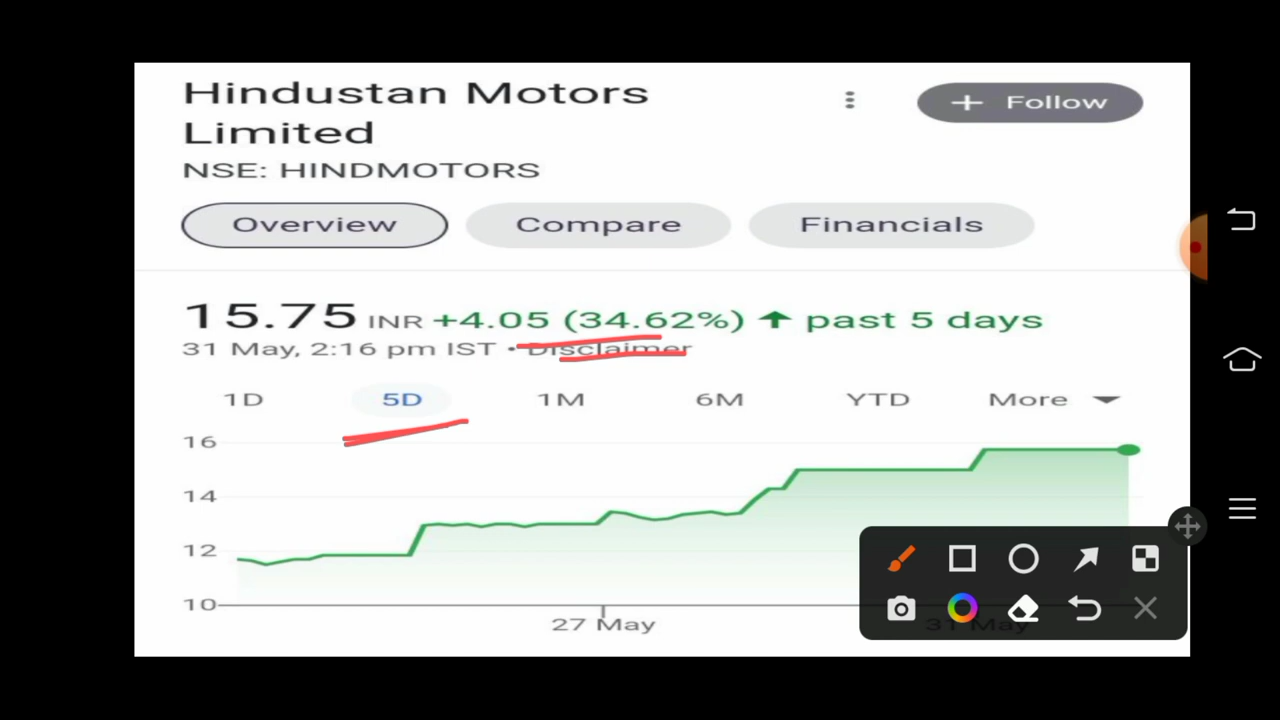 Hindustan Motors
Limited
+ Follow
NSE: HINDMOTORS
Overview Compare Financials
15.75 INR +4.05 (34.62%) ↑ past 5 days
31 May, 2:16 pm IST • Disclaimer
1D 5D 1M 6M YTD More
16
14
12
10
27 May 31 May